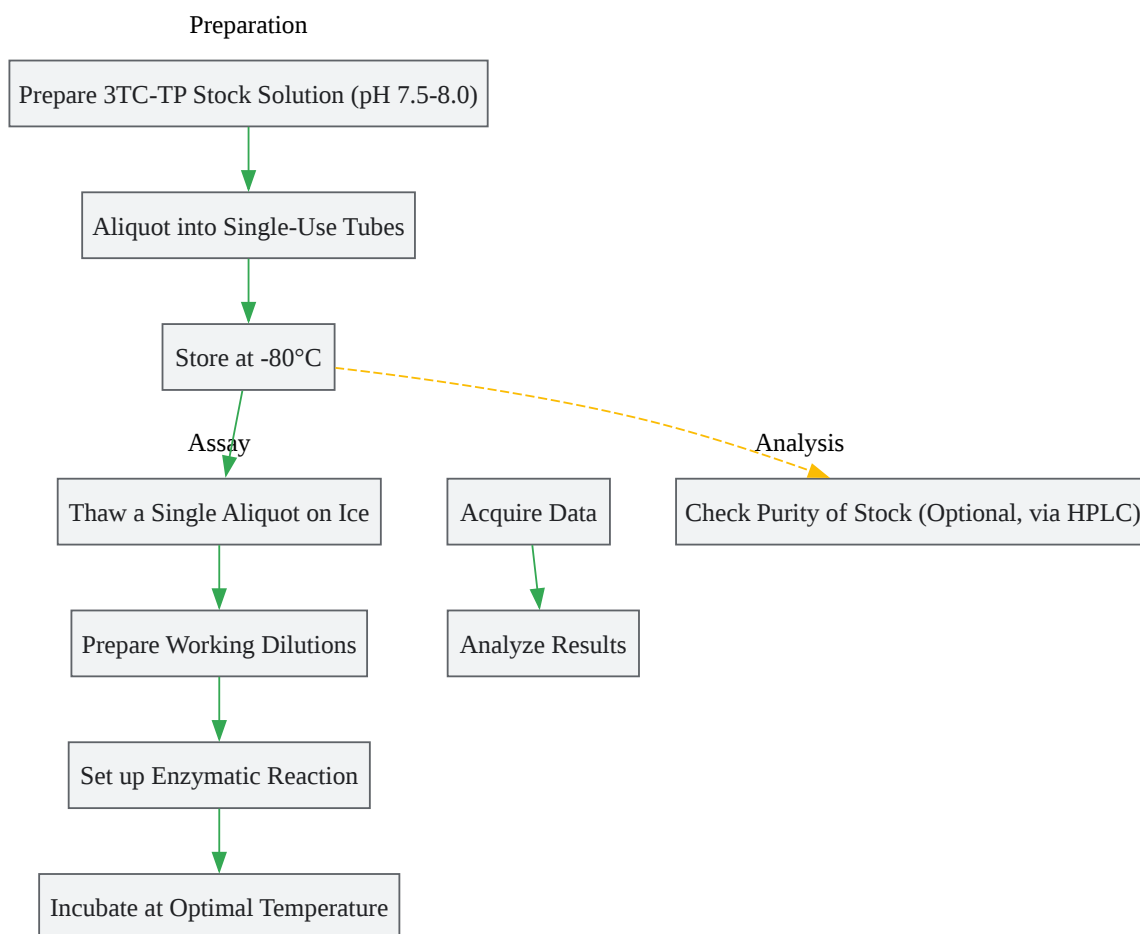 Preparation
Prepare 3TC-TP Stock Solution (pH 7.5-8.0)
Aliquot into Single-Use Tubes
Store at -80°C
Assay
Analysis
Thaw a Single Aliquot on Ice
Acquire Data
Check Purity of Stock (Optional, via HPLC)
Prepare Working Dilutions
Analyze Results
Set up Enzymatic Reaction
Incubate at Optimal Temperature